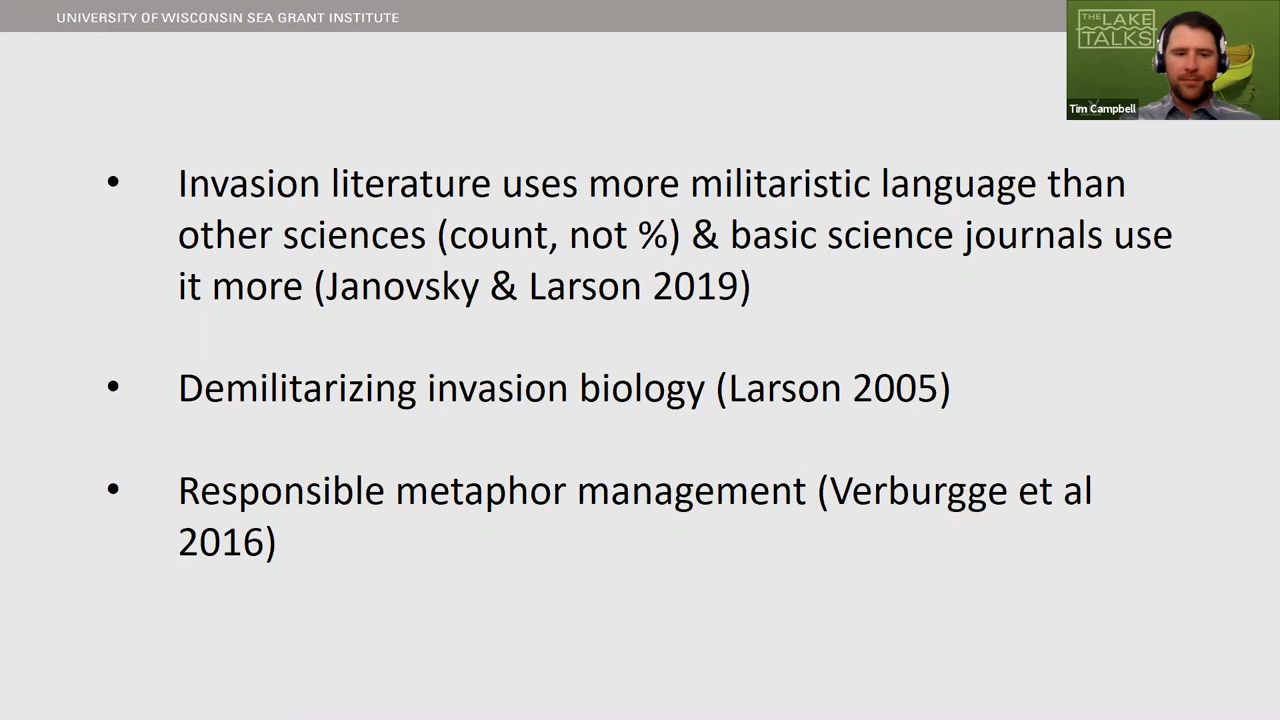 UNIVERSITY OF WISCONSIN SEA GRANT INSTITUTE
THE
LAKE
TALKS
Tim Campbell
• Invasion literature uses more militaristic language than
other sciences (count, not %) & basic science journals use
it more (Janovsky & Larson 2019)
• Demilitarizing invasion biology (Larson 2005)
• Responsible metaphor management (Verburgge et al
2016)